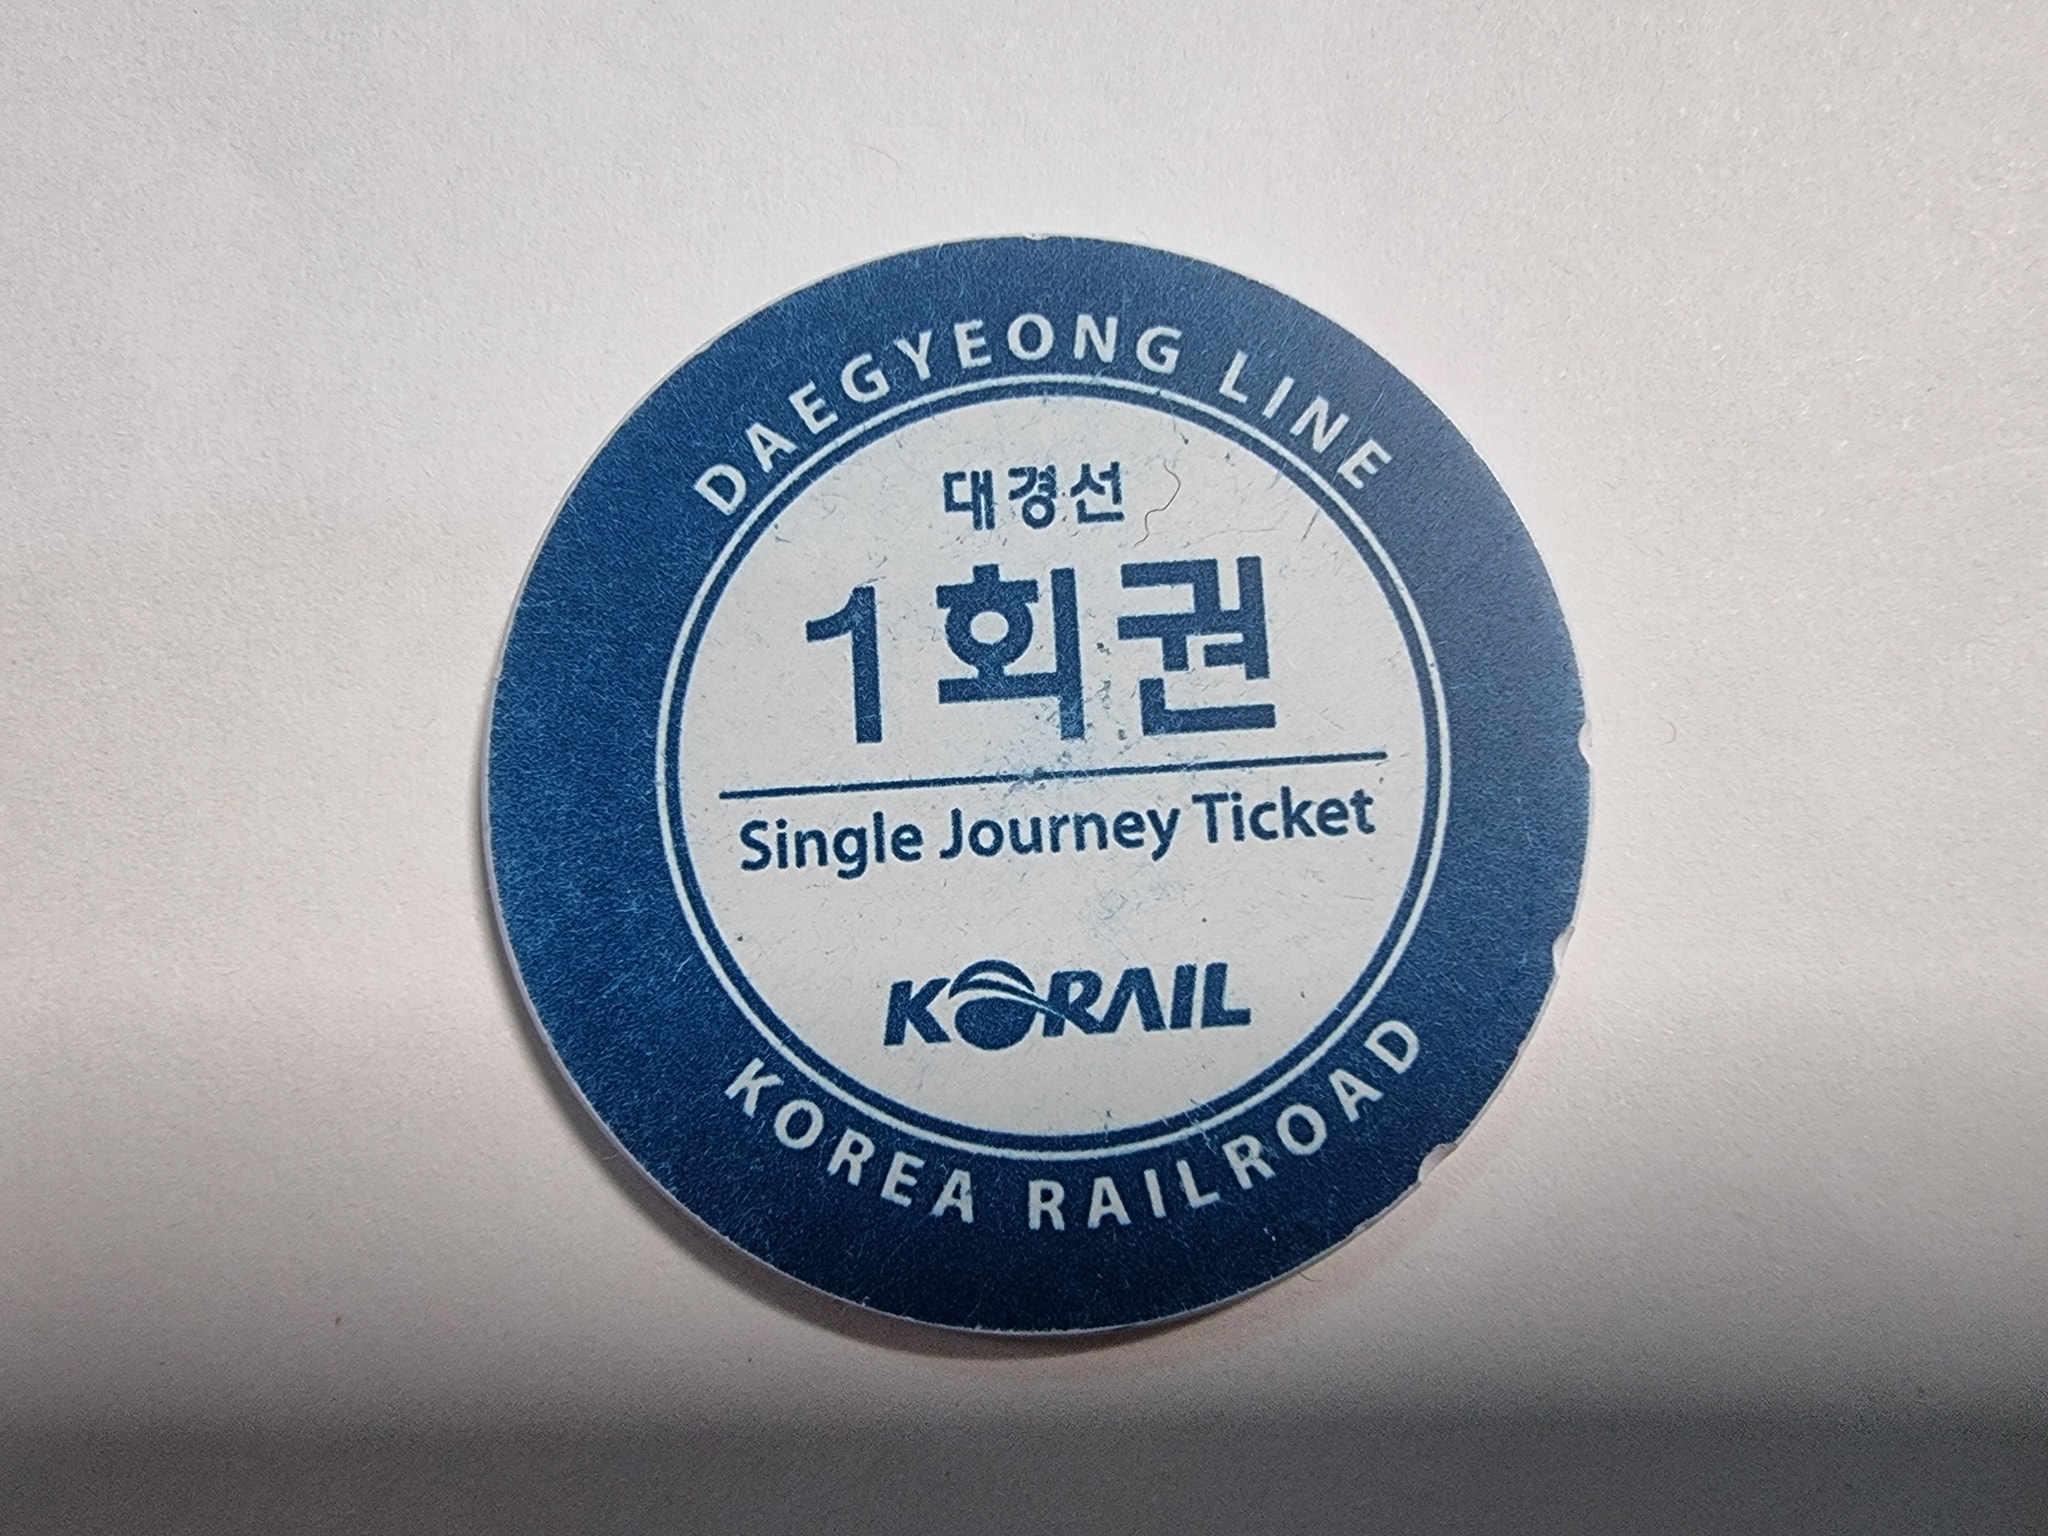 DAEGYEONG LINE
대경선
1회권
Single Journey Ticket
KORAIL
KOREA RAILROAD